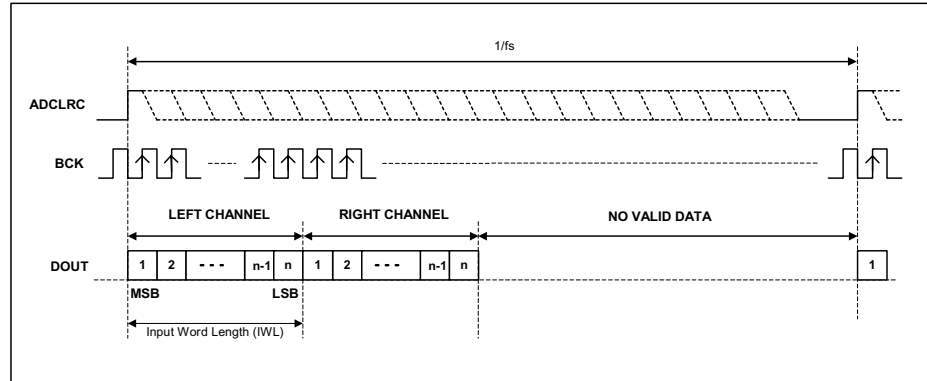 1/fs
ADCLRC
BCK
LEFT CHANNEL RIGHT CHANNEL NO VALID DATA
DOUT 1 2 --- n-1 n 1 2 --- n-1 n 1
MSB LSB
Input Word Length (IWL)